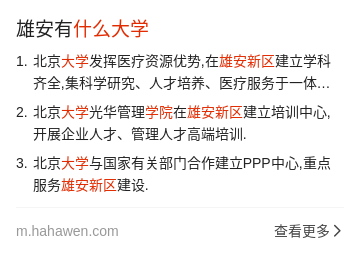 雄安有什么大学
1. 北京大学发挥医疗资源优势,在雄安新区建立学科
齐全,集科学研究、人才培养、医疗服务于一体…
2. 北京大学光华管理学院在雄安新区建立培训中心,
开展企业人才、管理人才高端培训.
3. 北京大学与国家有关部门合作建立PPP中心,重点
服务雄安新区建设.
m.hahawen.com 查看更多